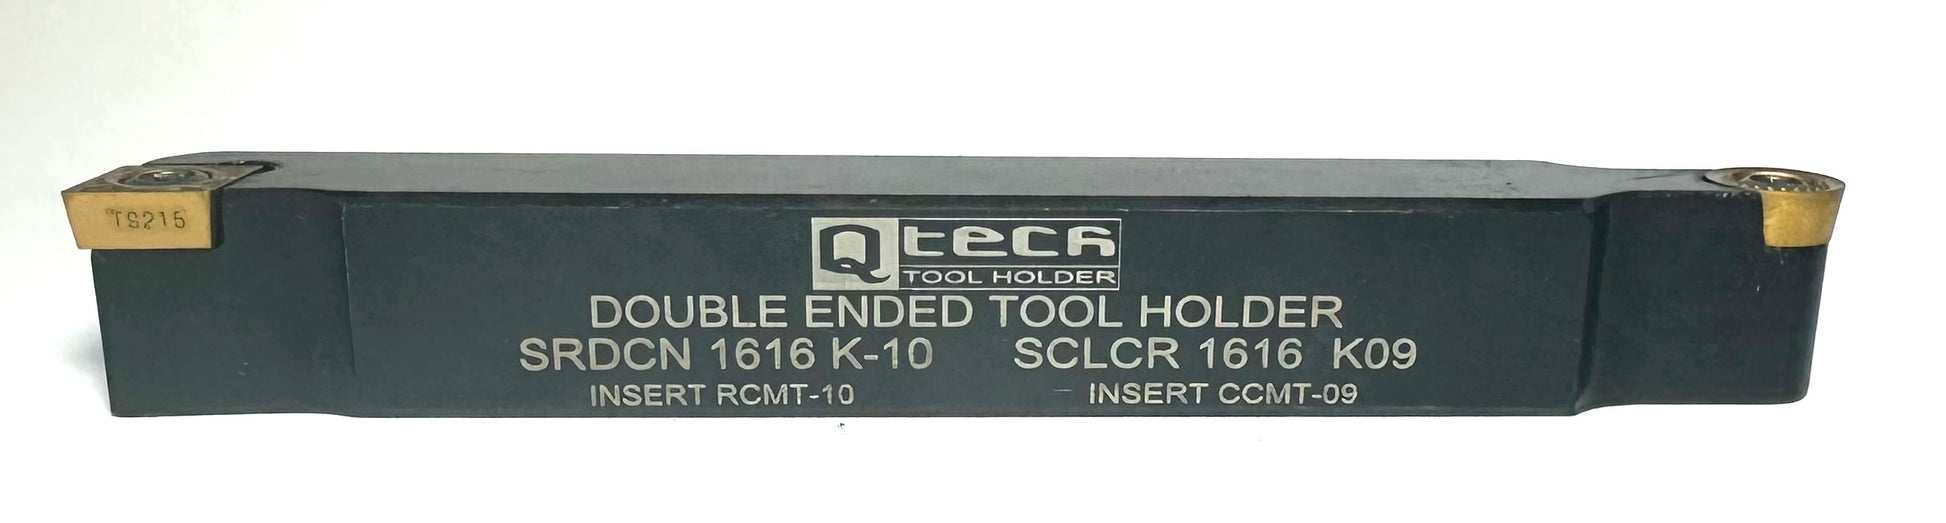 TS215
Qtech
TOOL HOLDER
DOUBLE ENDED TOOL HOLDER
SRDCN 1616 K-10 SCLCR 1616 K09
INSERT RCMT-10 INSERT CCMT-09